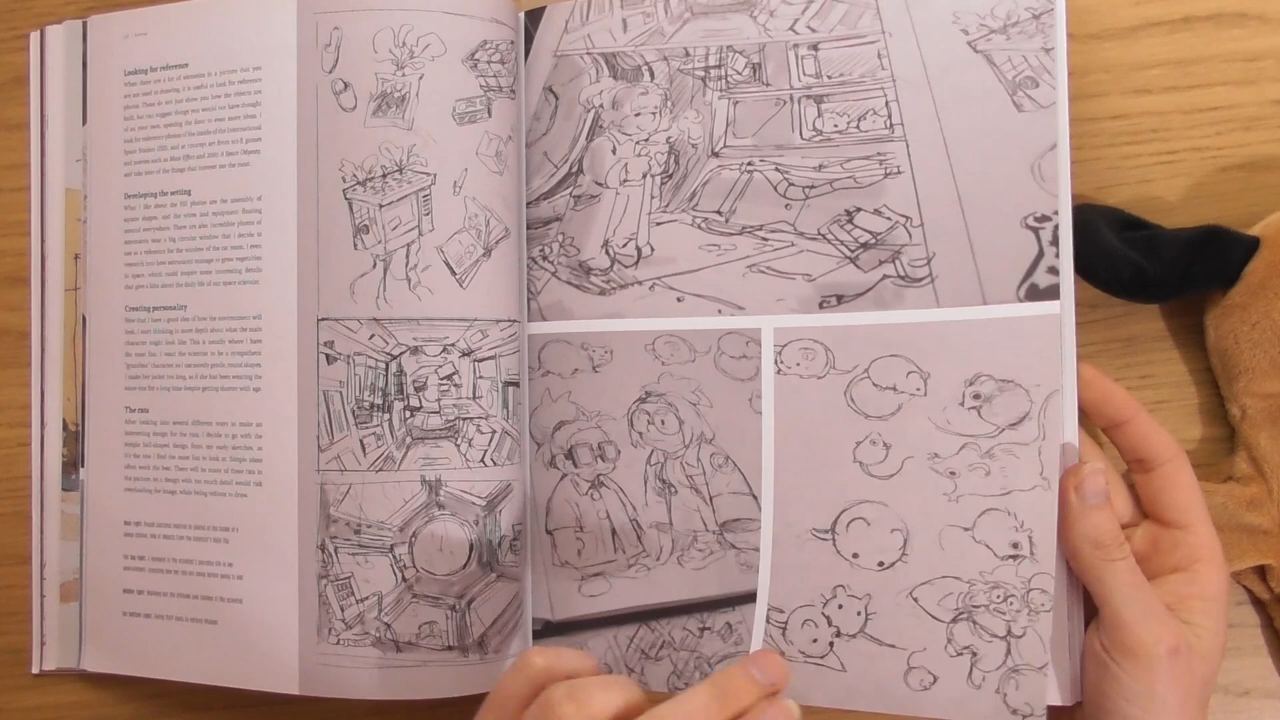 Looking for reference
When there are a lot of elements in a picture that you
are not used to drawing, it is useful to look for reference
photos. These do not just show you how the objects are
built, but can suggest things you would not have thought
of on your own, opening the door to even more ideas. I
look for reference photos of the inside of the International
Space Station (ISS), and at concept art from sci-fi games
and movies such as Mass Effect and 2001: A Space Odyssey,
and take note of the things that interest me the most.
Developing the setting
What I like about the ISS photos are the assembly of
square shapes, and the wires and equipment floating
around everywhere. There are also incredible photos of
astronauts near a big circular window that I decide to
use as a reference for the window of the rat room. I even
research into how astronauts manage to grow vegetables
in space, which could inspire some interesting details
that give a hint about the daily life of our space scientist.
Creating personality
Now that I have a good idea of how the environment will
look, I start thinking in more depth about what the main
character might look like. This is usually where I have
the most fun. I want the scientist to be a sympathetic
"grandma" character, so I use mostly gentle, round shapes.
I make her jacket too long, as if she has been wearing the
same one for a long time despite getting shorter with age.
The rats
After looking into several different ways to make an
interesting design for the rats, I decide to go with the
simple ball-shaped design from my early sketches, as
it's the one I find the most fun to look at. Simple ideas
often work the best. There will be many of these rats in
the picture, so a design with too much detail would risk
overloading the image, while being tedious to draw.